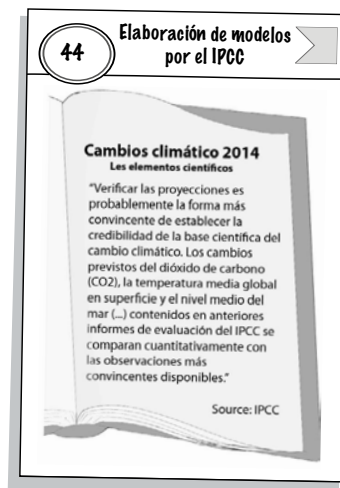 44
Elaboración de modelos
por el IPCC
Cambios climático 2014
Les elementos científicos
"Verificar las proyecciones es
probablemente la forma más
convincente de establecer la
credibilidad de la base científica del
cambio climático. Los cambios
previstos del dióxido de carbono
(CO2), la temperatura media global
en superficie y el nivel medio del
mar (...) contenidos en anteriores
informes de evaluación del IPCC se
comparan cuantitativamente con
las observaciones más
convincentes disponibles."
Source: IPCC